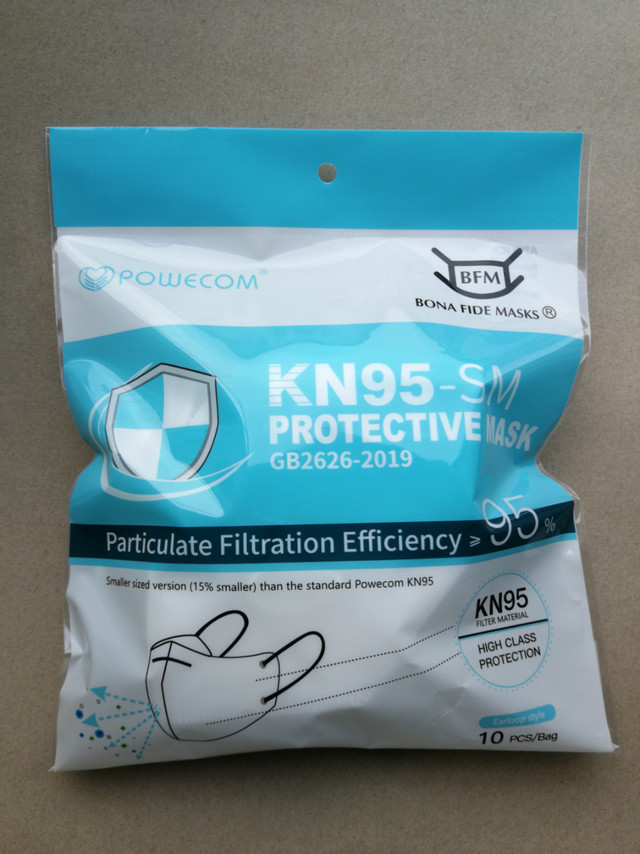 POWECOM®
BFM
BONA FIDE MASKS®
KN95-SM
PROTECTIVE MASK
GB2626-2019
Particulate Filtration Efficiency ⩾ 95 %
Smaller sized version (15% smaller) than the standard Powecom KN95
KN95
FILTER MATERIAL
HIGH CLASS
PROTECTION
Earloop style
10 PCS/Bag